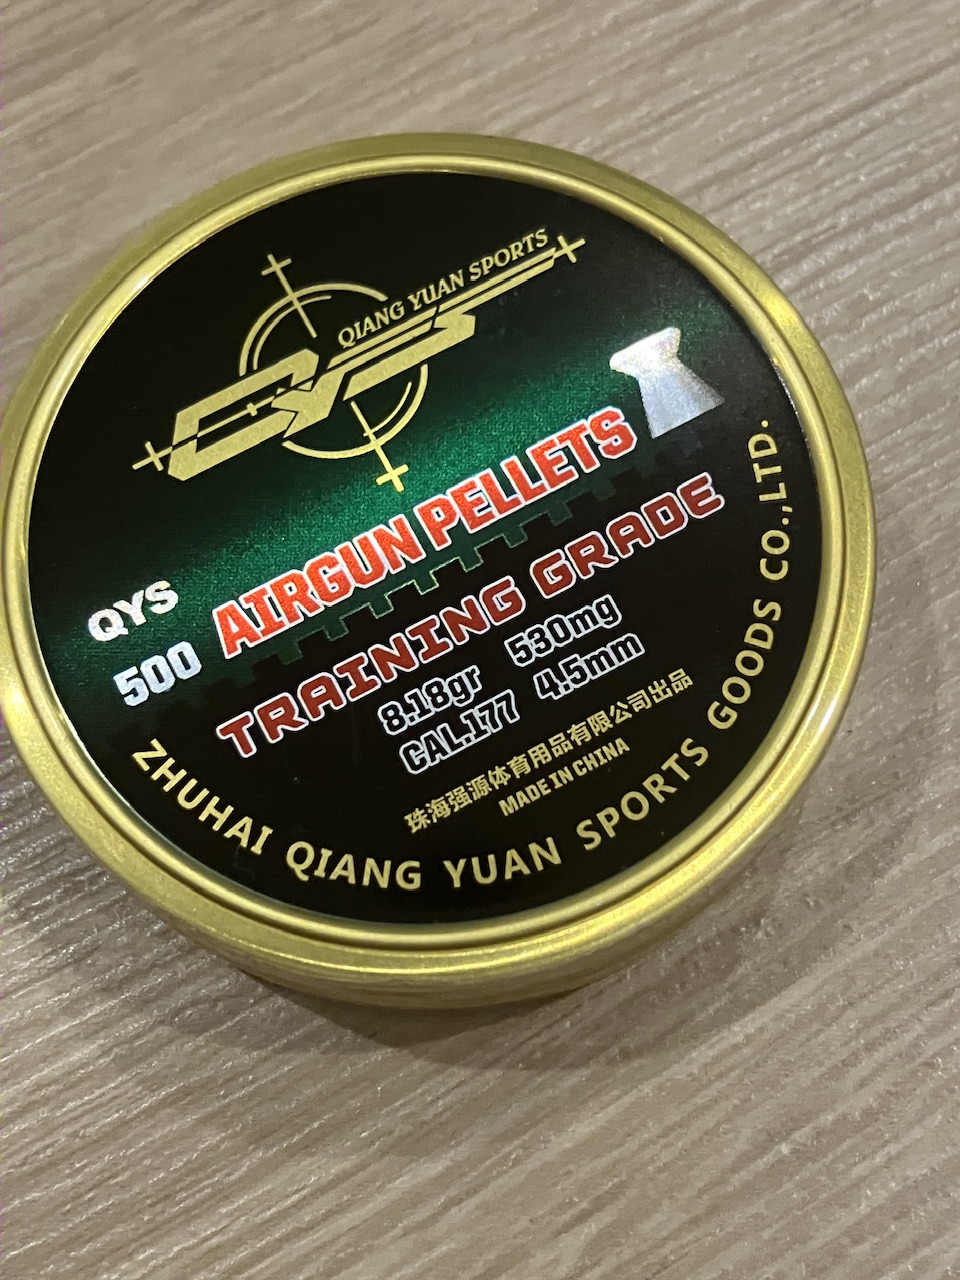 QIANG YUAN SPORTS
QYS
QYS
500
AIRGUN PELLETS
TRAINING GRADE
8.18gr 530mg
CAL.177 4.5mm
珠海强源体育用品有限公司出品
MADE IN CHINA
ZHUHAI QIANG YUAN SPORTS GOODS CO.,LTD.